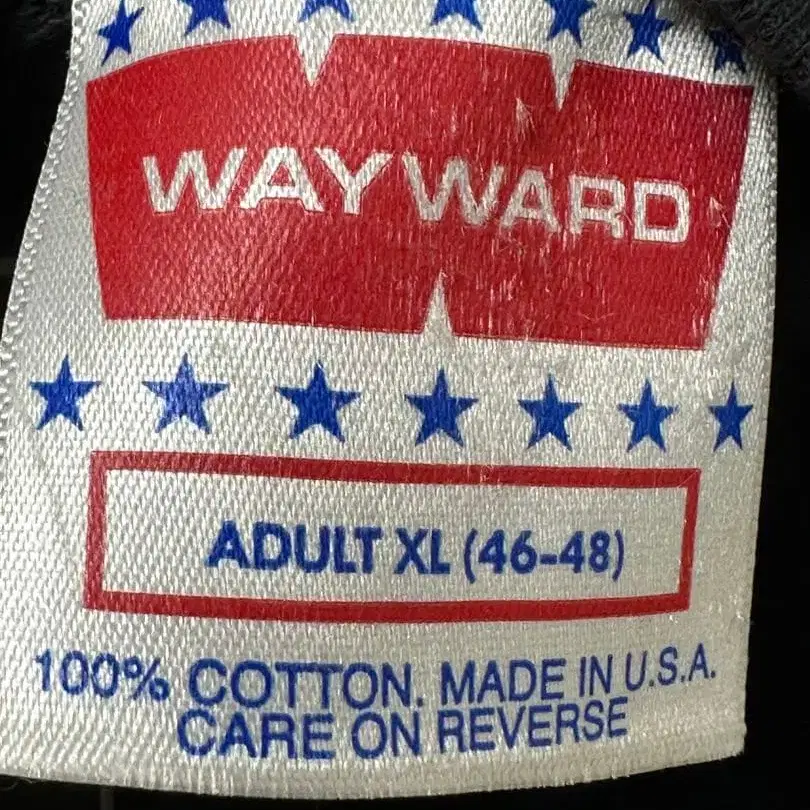 WAYWARD
ADULT XL (46-48)
100% COTTON. MADE IN U.S.A.
CARE ON REVERSE